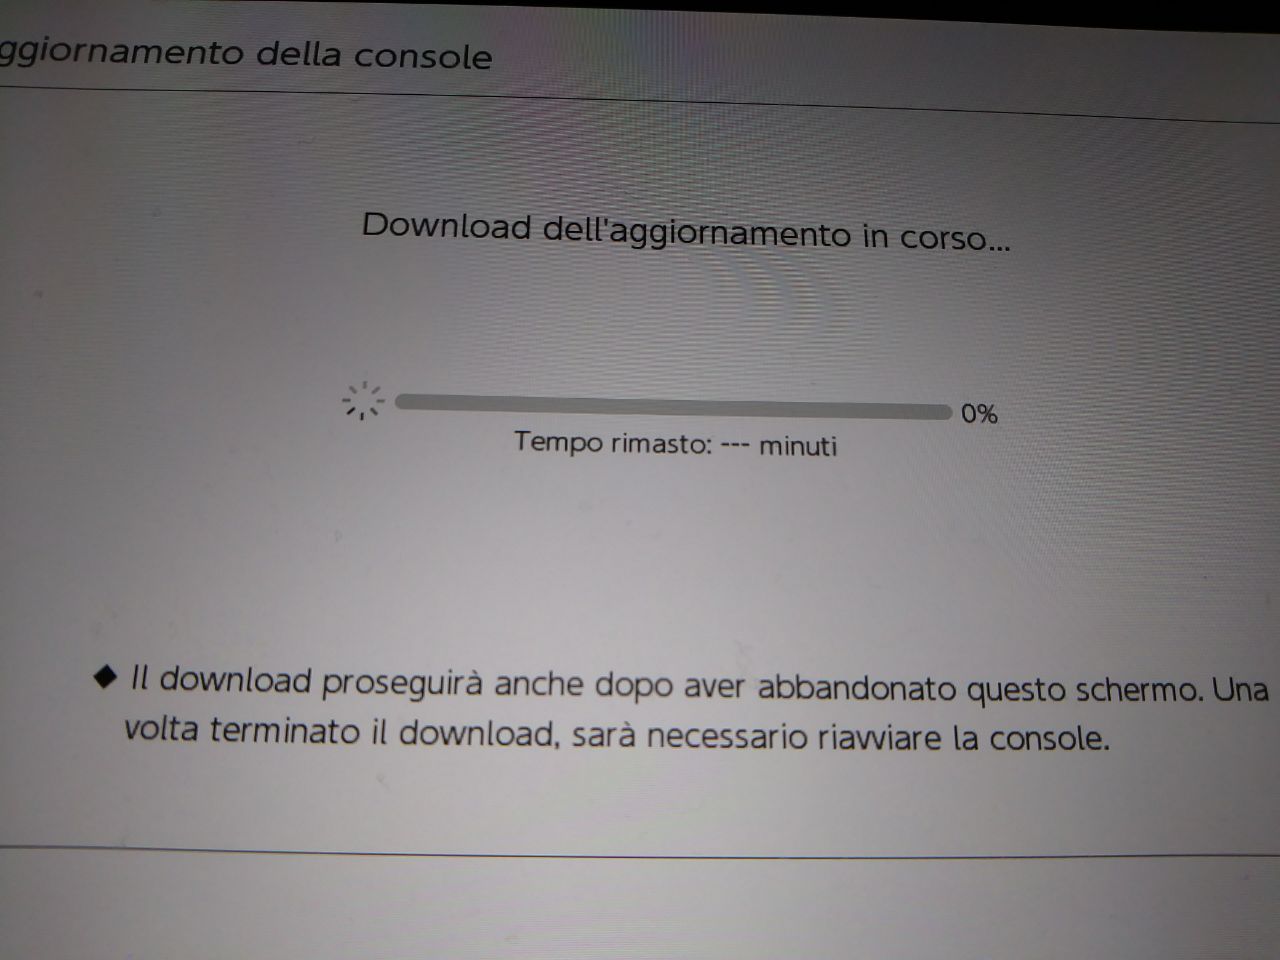 ggiornamento della console
Download dell'aggiornamento in corso...
0%
Tempo rimasto: --- minuti
◆ Il download proseguirà anche dopo aver abbandonato questo schermo. Una
volta terminato il download, sarà necessario riavviare la console.